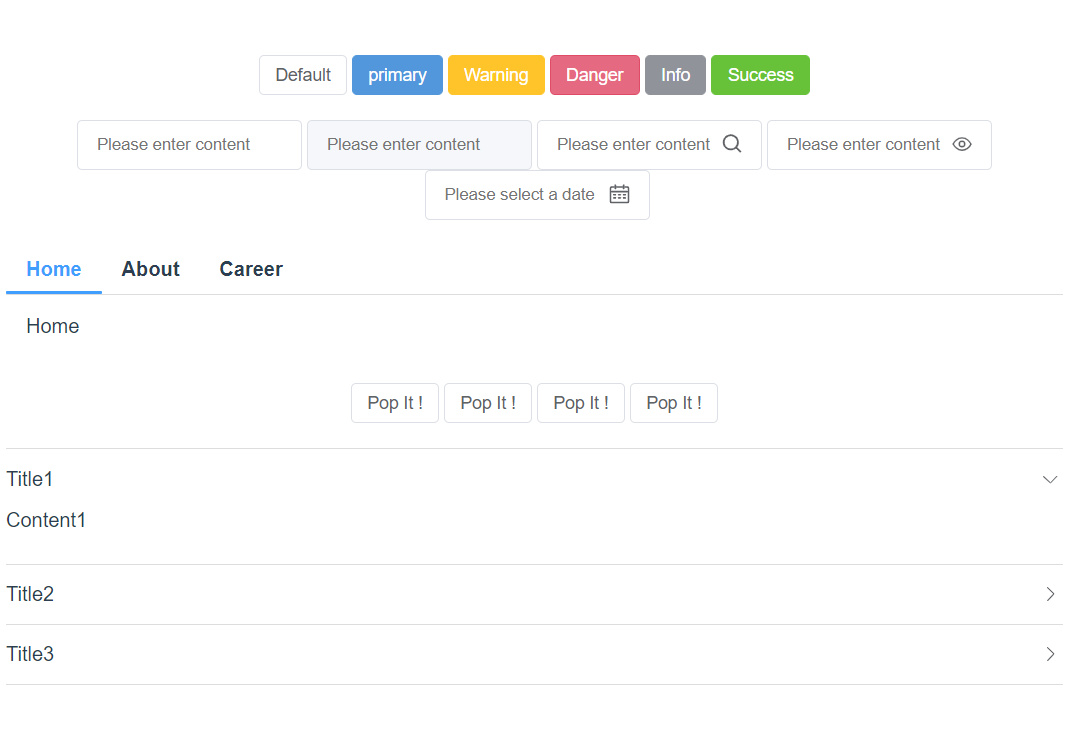 Default primary Warning Danger Info Success
Please enter content Please enter content Please enter content Please enter content
Please select a date
Home About Career
Home
Pop It ! Pop It ! Pop It ! Pop It !
Title1
Content1
Title2
Title3